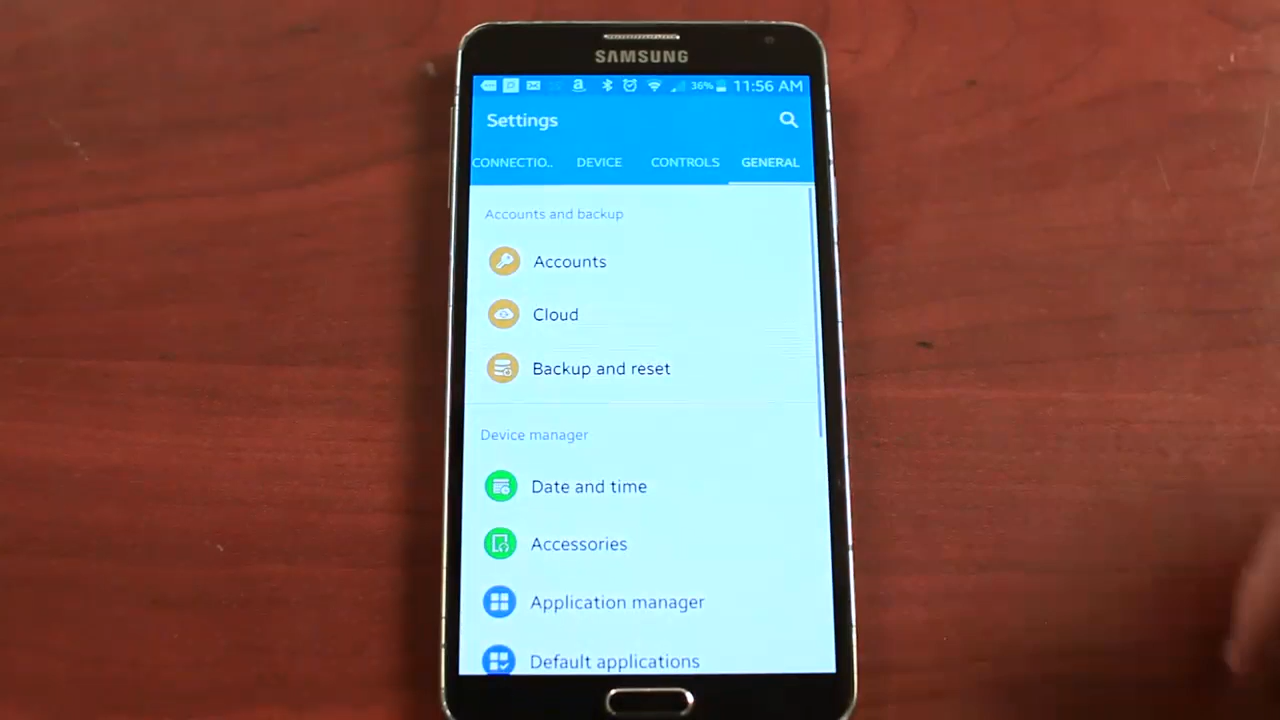 SAMSUNG
36% 11:56 AM
Settings
CONNECTIO.. DEVICE CONTROLS GENERAL
Accounts and backup
Accounts
Cloud
Backup and reset
Device manager
Date and time
Accessories
Application manager
Default applications